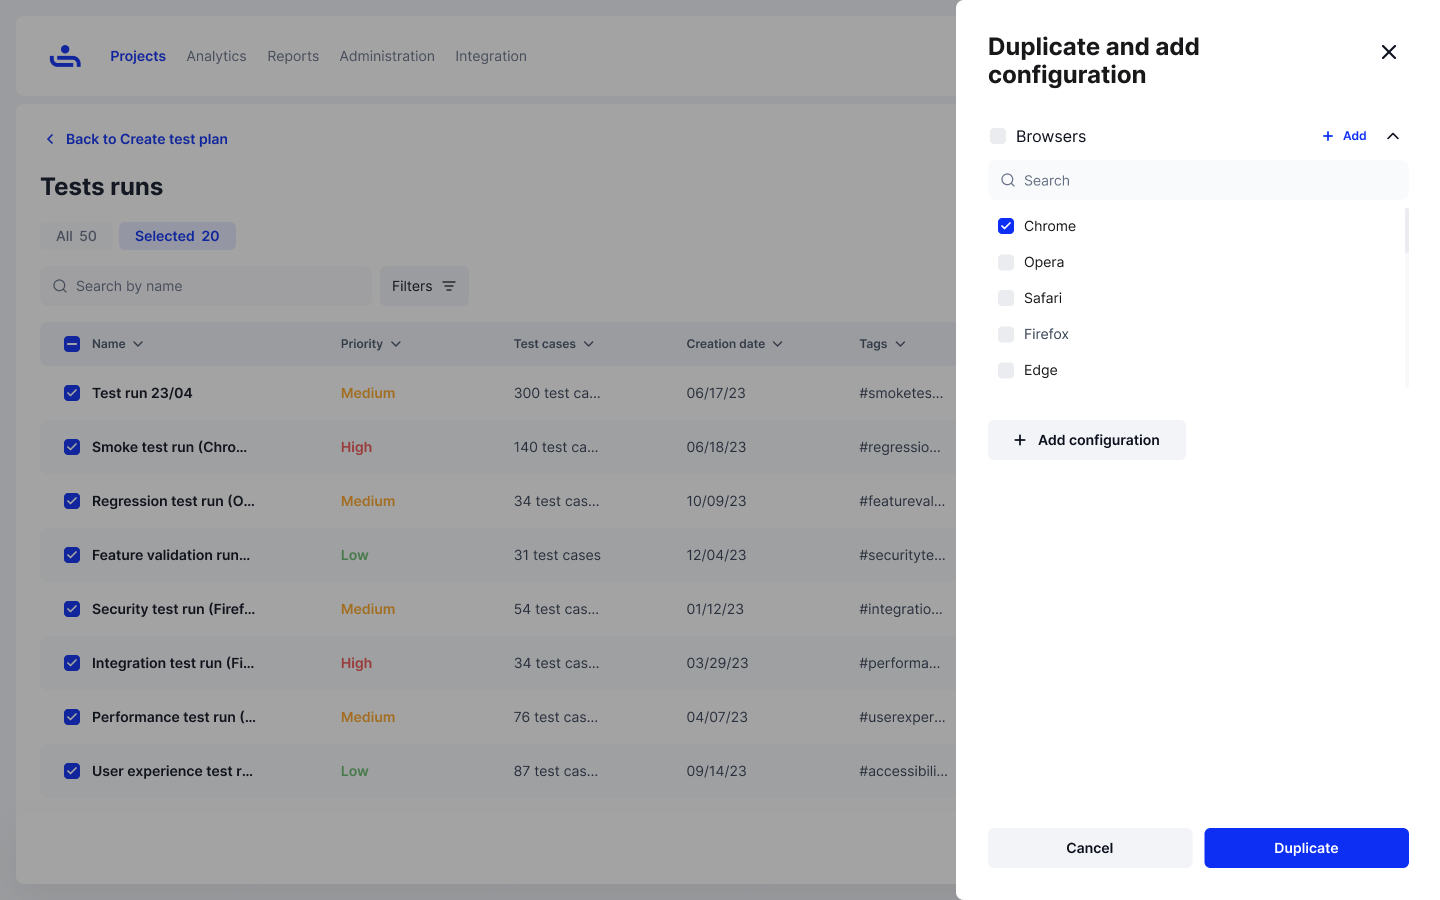 Projects Analytics Reports Administration Integration
Back to Create test plan
Tests runs
All 50 Selected 20
Search by name Filters
Name Priority Test cases Creation date Tags
Test run 23/04 Medium 300 test ca... 06/17/23 #smoketes...
Smoke test run (Chro... High 140 test ca... 06/18/23 #regressio...
Regression test run (O... Medium 34 test cas... 10/09/23 #featureval...
Feature validation run... Low 31 test cases 12/04/23 #securityte...
Security test run (Firef... Medium 54 test cas... 01/12/23 #integratio...
Integration test run (Fi... High 34 test cas... 03/29/23 #performa...
Performance test run (... Medium 76 test cas... 04/07/23 #userexper...
User experience test r... Low 87 test cas... 09/14/23 #accessibili...
Duplicate and add
configuration
Browsers Add
Search
Chrome
Opera
Safari
Firefox
Edge
Add configuration
Cancel Duplicate